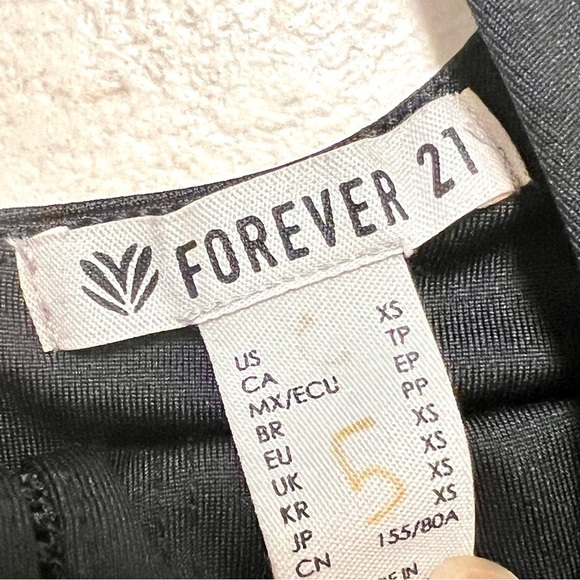 FOREVER 21
US XS
CA TP
MX/ECU EP
BR PP
EU XS
UK XS
KR XS
JP XS
CN 155/80A
5
IN